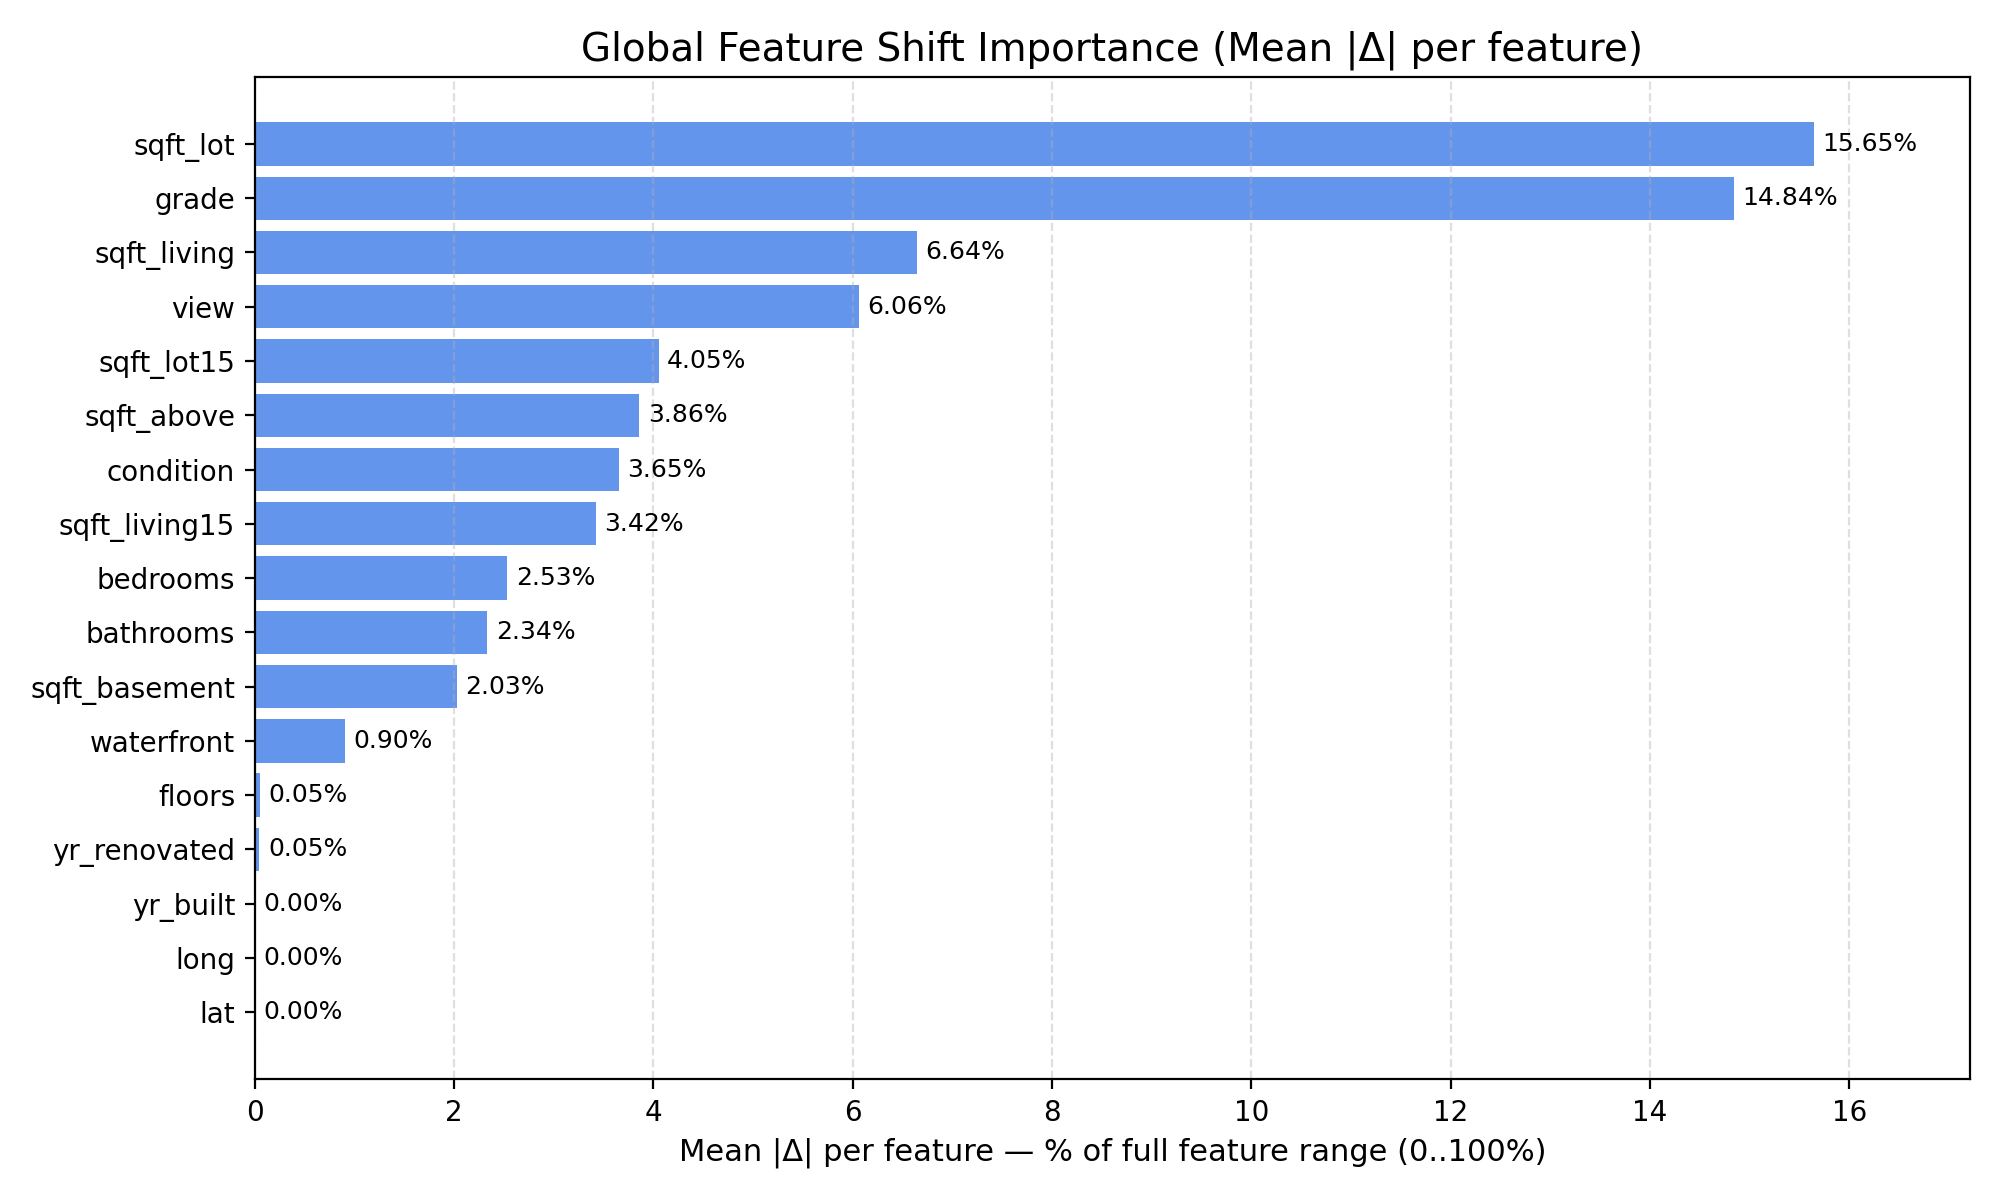 Global Feature Shift Importance (Mean |Δ| per feature)
sqft_lot 15.65%
grade 14.84%
sqft_living 6.64%
view 6.06%
sqft_lot15 4.05%
sqft_above 3.86%
condition 3.65%
sqft_living15 3.42%
bedrooms 2.53%
bathrooms 2.34%
sqft_basement 2.03%
waterfront 0.90%
floors 0.05%
yr_renovated 0.05%
yr_built 0.00%
long 0.00%
lat 0.00%
0 2 4 6 8 10 12 14 16
Mean |Δ| per feature — % of full feature range (0..100%)